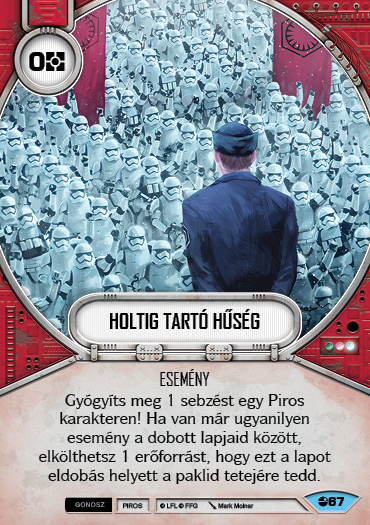 0
HOLTIG TARTÓ HŰSÉG
ESEMÉNY
Gyógyíts meg 1 sebzést egy Piros
karakteren! Ha van már ugyanilyen
esemény a dobott lapjaid között,
elkölthetsz 1 erőforrást, hogy ezt a lapot
eldobás helyett a paklid tetejére tedd.
GONOSZ PIROS © LFL © FFG Mark Molnar 67